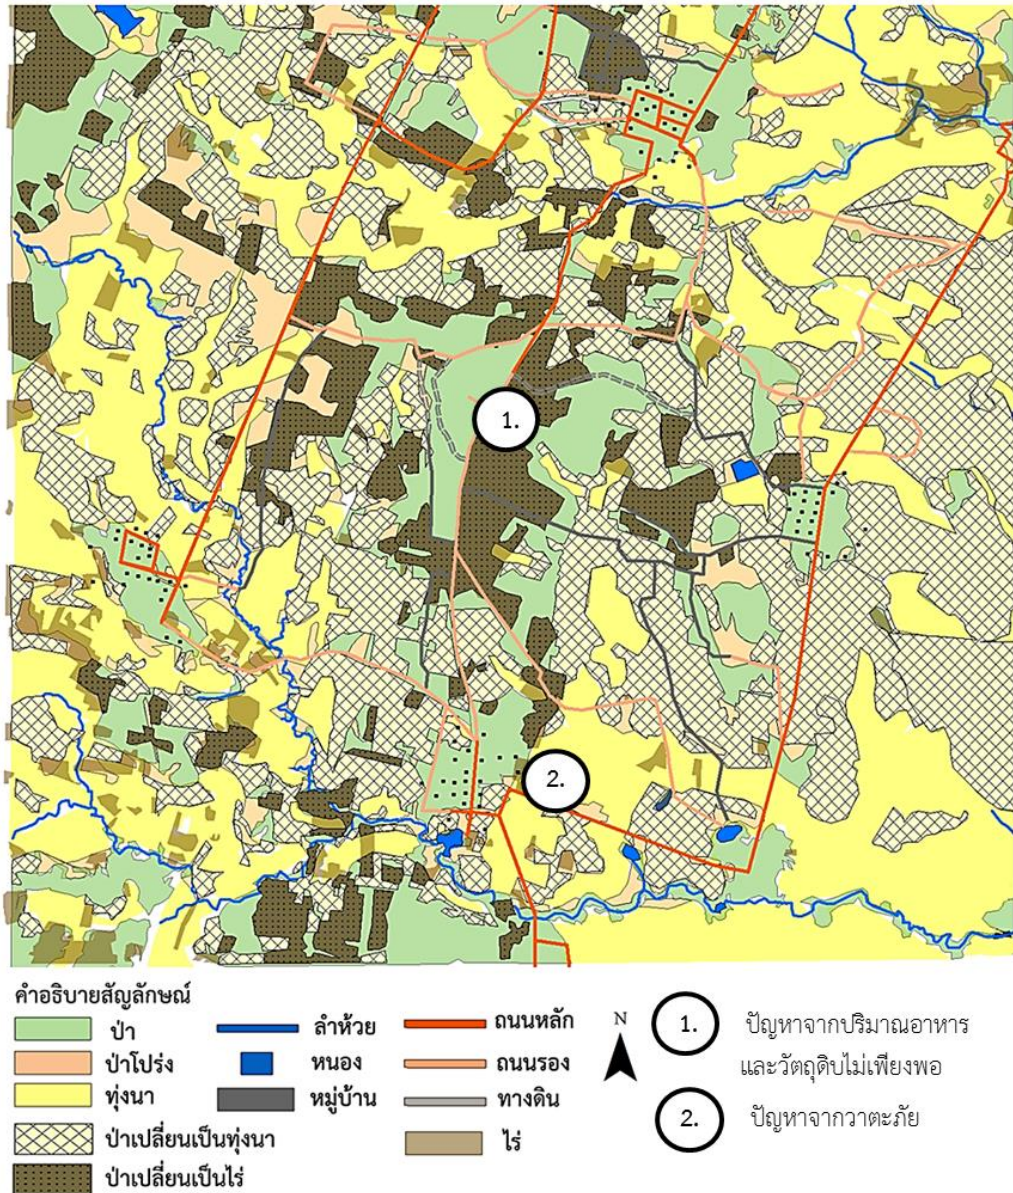 1.
2.
คำอธิบายสัญลักษณ์
ป่า
ป่าโปร่ง
ทุ่งนา
ป่าเปลี่ยนเป็นทุ่งนา
ป่าเปลี่ยนเป็นไร่
ลำห้วย
หนอง
หมู่บ้าน
ถนนหลัก
ถนนรอง
ทางดิน
ไร่
N
1. ปัญหาจากปริมาณอาหาร
และวัตถุดิบไม่เพียงพอ
2. ปัญหาจากวาตะภัย